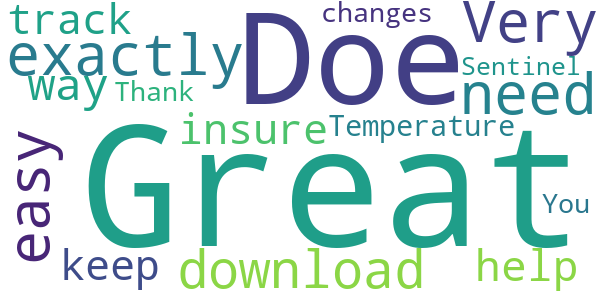 track
changes
Very
exactly
Doe
Sentinel
way
Thank
need
insure
Temperature
easy
Great
You
keep
download
help